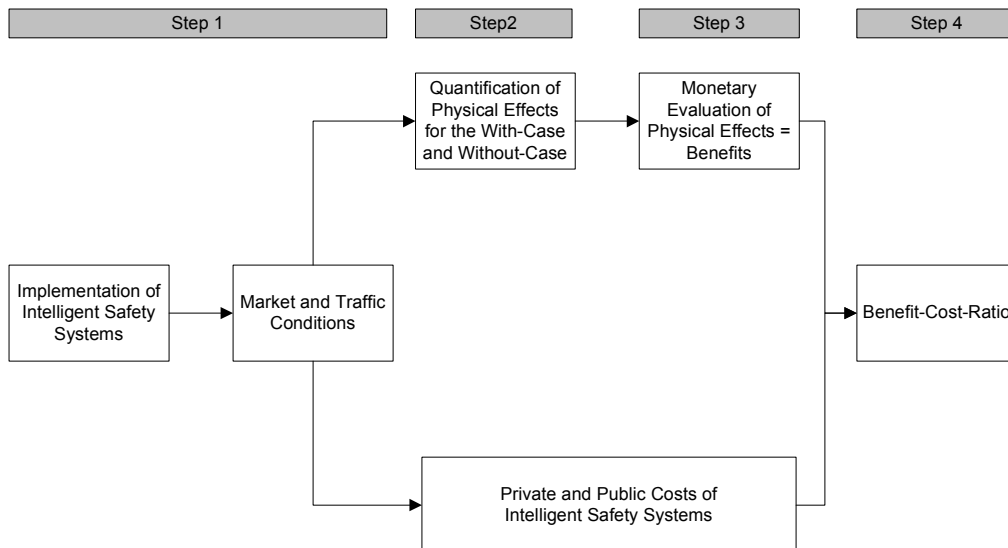 Step 1
Step2
Step 3
Step 4
Quantification of
Physical Effects
for the With-Case
and Without-Case
Monetary
Evaluation of
Physical Effects =
Benefits
Implementation of
Intelligent Safety
Systems
Market and Traffic
Conditions
Benefit-Cost-Ratio
Private and Public Costs of
Intelligent Safety Systems